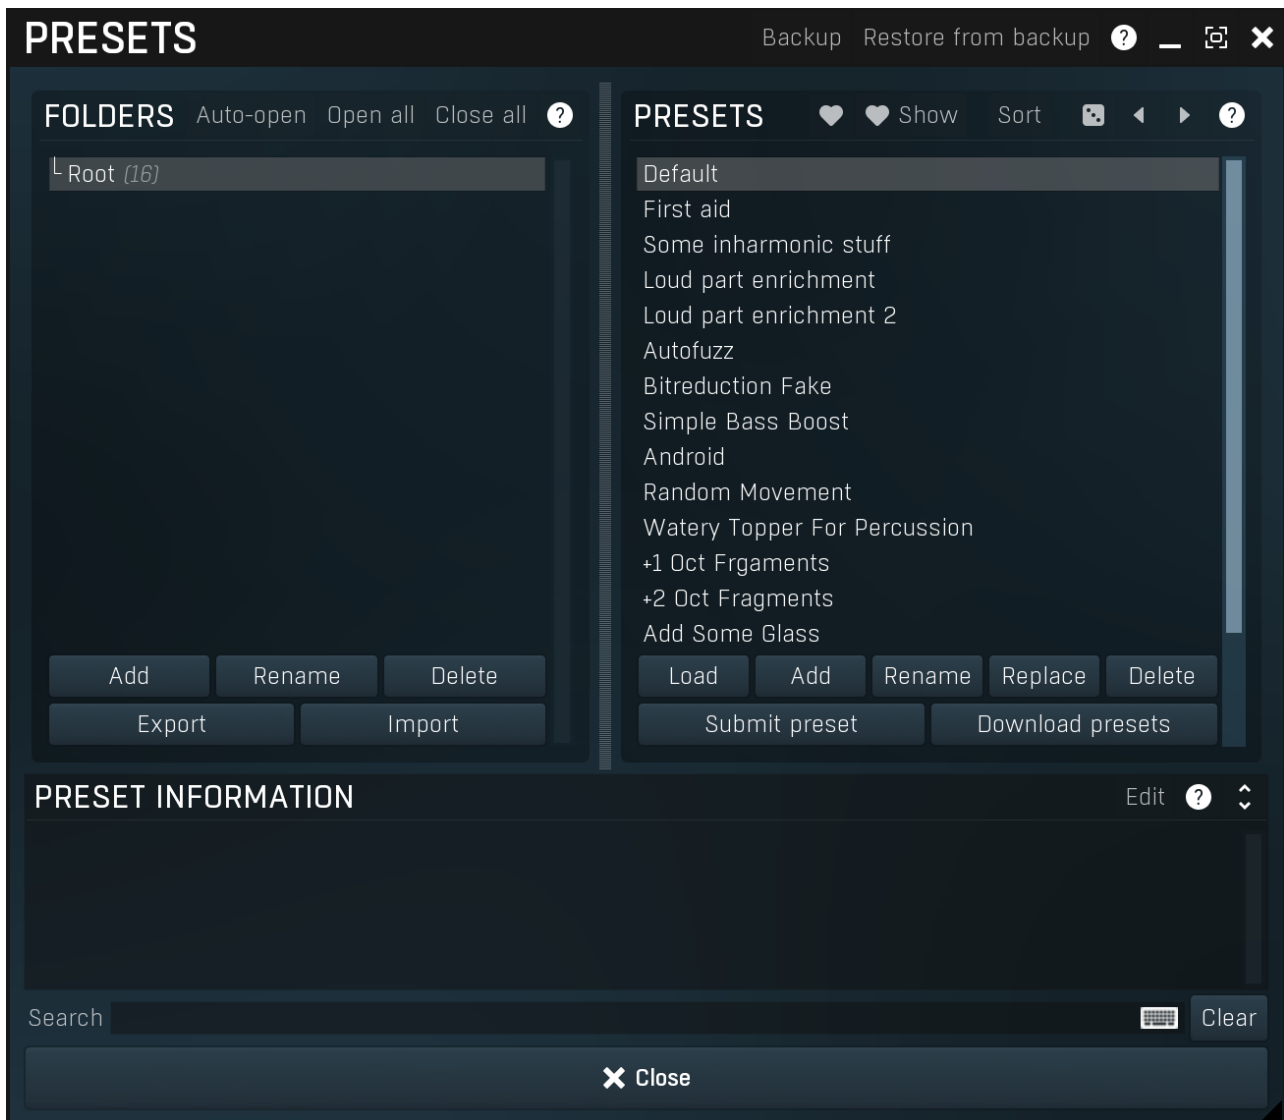 PRESETS Backup Restore from backup ?
FOLDERS Auto-open Open all Close all ?
Root (16)
Add Rename Delete
Export Import
PRESETS Show Sort ?
Default
First aid
Some inharmonic stuff
Loud part enrichment
Loud part enrichment 2
Autofuzz
Bitreduction Fake
Simple Bass Boost
Android
Random Movement
Watery Topper For Percussion
+1 Oct Frgaments
+2 Oct Fragments
Add Some Glass
Load Add Rename Replace Delete
Submit preset Download presets
PRESET INFORMATION Edit ?
Search Clear
Close